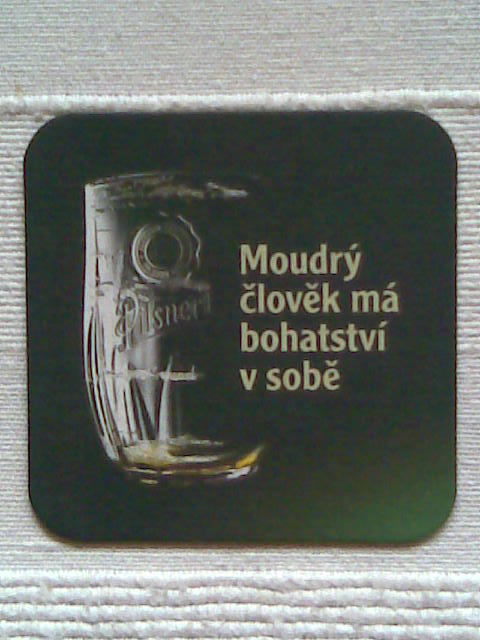 Pilsner
Moudrý
člověk má
bohatství
v sobě